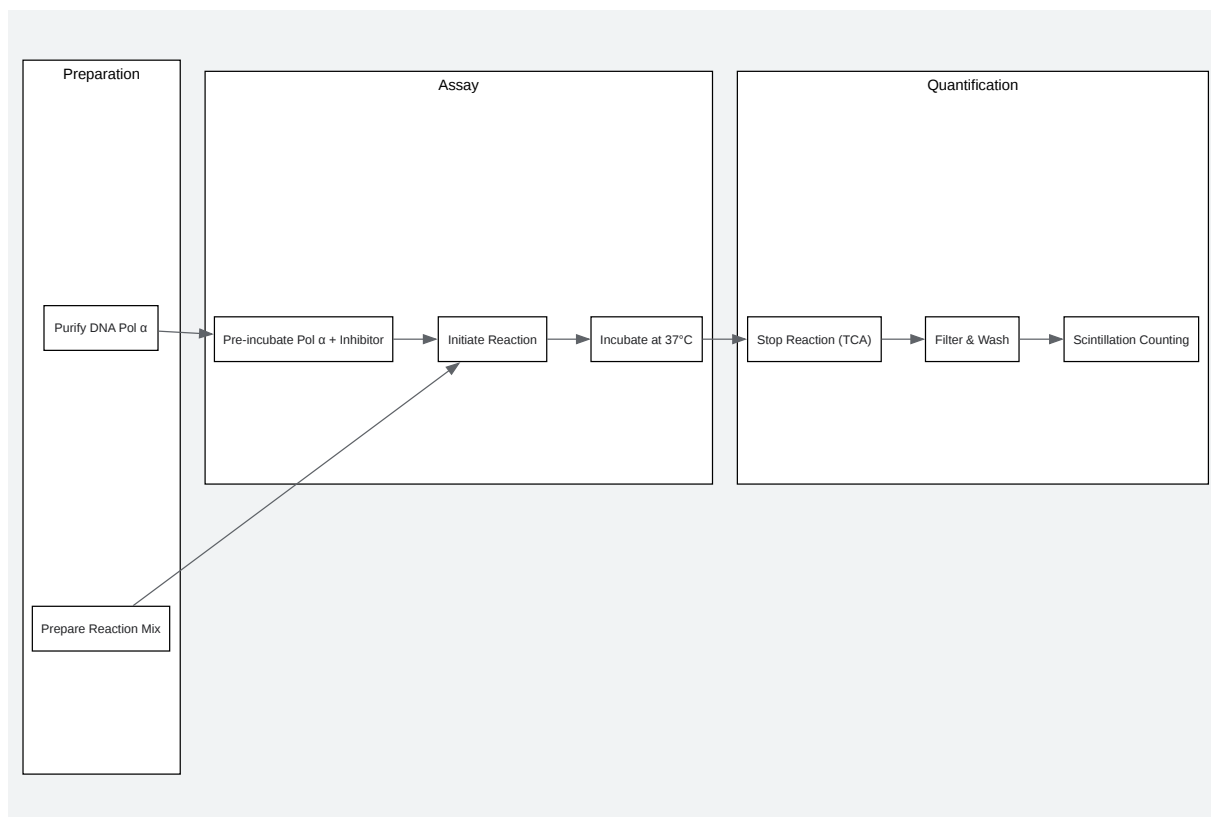 Preparation
Purify DNA Pol α
Prepare Reaction Mix
Assay
Pre-incubate Pol α + Inhibitor
Initiate Reaction
Incubate at 37°C
Quantification
Stop Reaction (TCA)
Filter & Wash
Scintillation Counting